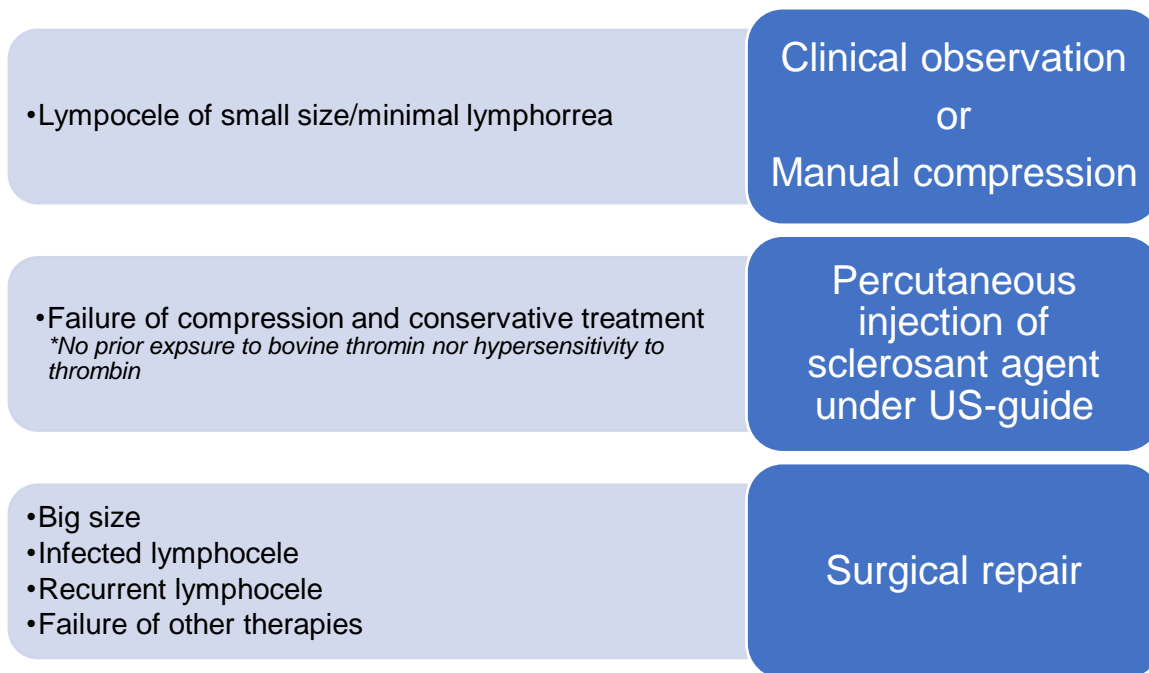 •Lympocele of small size/minimal lymphorrea
Clinical observation
or
Manual compression
•Failure of compression and conservative treatment
*No prior expsure to bovine thromin nor hypersensitivity to
thrombin
Percutaneous
injection of
sclerosant agent
under US-guide
•Big size
•Infected lymphocele
•Recurrent lymphocele
•Failure of other therapies
Surgical repair